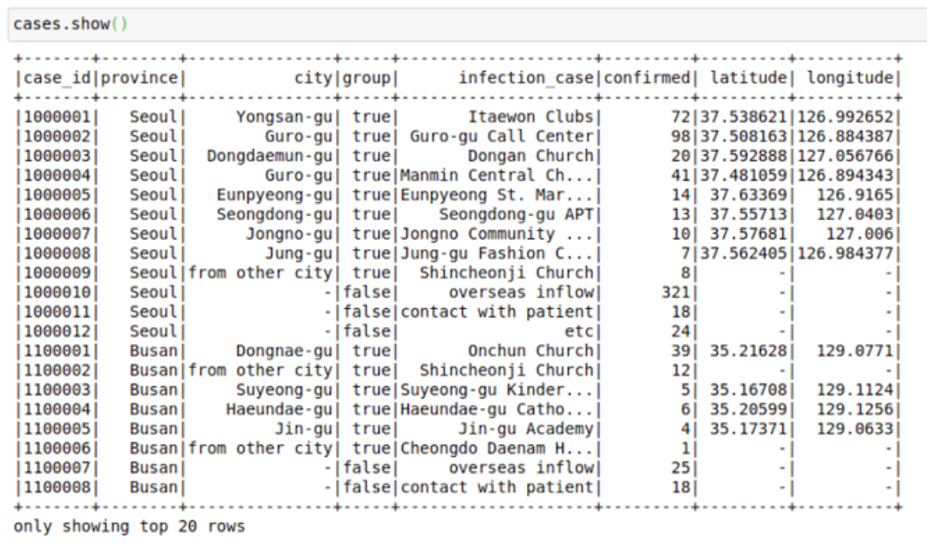 cases.show()
+-------+--------+---------------+-----+--------------------+---------+---------+----------+
|case_id|province|           city|group|      infection_case|confirmed| latitude| longitude|
+-------+--------+---------------+-----+--------------------+---------+---------+----------+
|1000001|   Seoul|     Yongsan-gu| true|       Itaewon Clubs|       72|37.538621|126.992652|
|1000002|   Seoul|        Guro-gu| true| Guro-gu Call Center|       98|37.508163|126.884387|
|1000003|   Seoul|  Dongdaemun-gu| true|       Dongan Church|       20|37.592888|127.056766|
|1000004|   Seoul|        Guro-gu| true|Manmin Central Ch...|       41|37.481059|126.894343|
|1000005|   Seoul|   Eunpyeong-gu| true|Eunpyeong St. Mar...|       14| 37.63369|  126.9165|
|1000006|   Seoul|   Seongdong-gu| true|    Seongdong-gu APT|       13| 37.55713|  127.0403|
|1000007|   Seoul|      Jongno-gu| true|Jongno Community ...|       10| 37.57681|   127.006|
|1000008|   Seoul|        Jung-gu| true|Jung-gu Fashion C...|        7|37.562405|126.984377|
|1000009|   Seoul|from other city| true|  Shincheonji Church|        8|        -|         -|
|1000010|   Seoul|              -|false|     overseas inflow|      321|        -|         -|
|1000011|   Seoul|              -|false|contact with patient|       18|        -|         -|
|1000012|   Seoul|              -|false|                 etc|       24|        -|         -|
|1100001|   Busan|     Dongnae-gu| true|       Onchun Church|       39| 35.21628|  129.0771|
|1100002|   Busan|from other city| true|  Shincheonji Church|       12|        -|         -|
|1100003|   Busan|     Suyeong-gu| true|Suyeong-gu Kinder...|        5| 35.16708|  129.1124|
|1100004|   Busan|    Haeundae-gu| true|Haeundae-gu Catho...|        6| 35.20599|  129.1256|
|1100005|   Busan|         Jin-gu| true|      Jin-gu Academy|        4| 35.17371|  129.0633|
|1100006|   Busan|from other city| true|Cheongdo Daenam H...|        1|        -|         -|
|1100007|   Busan|              -|false|     overseas inflow|       25|        -|         -|
|1100008|   Busan|              -|false|contact with patient|       18|        -|         -|
+-------+--------+---------------+-----+--------------------+---------+---------+----------+
only showing top 20 rows